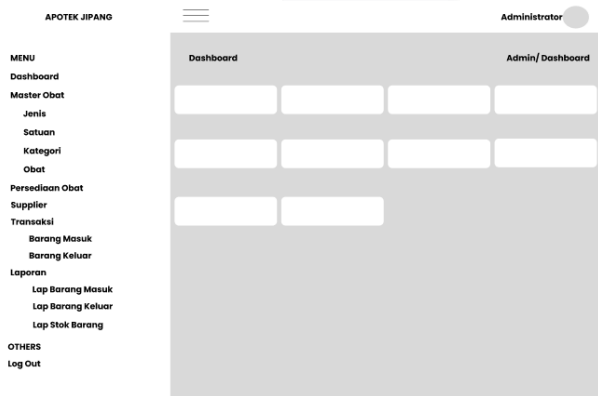 APOTEK JIPANG
Administrator
MENU
Dashboard
Master Obat
Jenis
Satuan
Kategori
Obat
Persediaan Obat
Supplier
Transaksi
Barang Masuk
Barang Keluar
Laporan
Lap Barang Masuk
Lap Barang Keluar
Lap Stok Barang
OTHERS
Log Out
Dashboard
Admin/ Dashboard